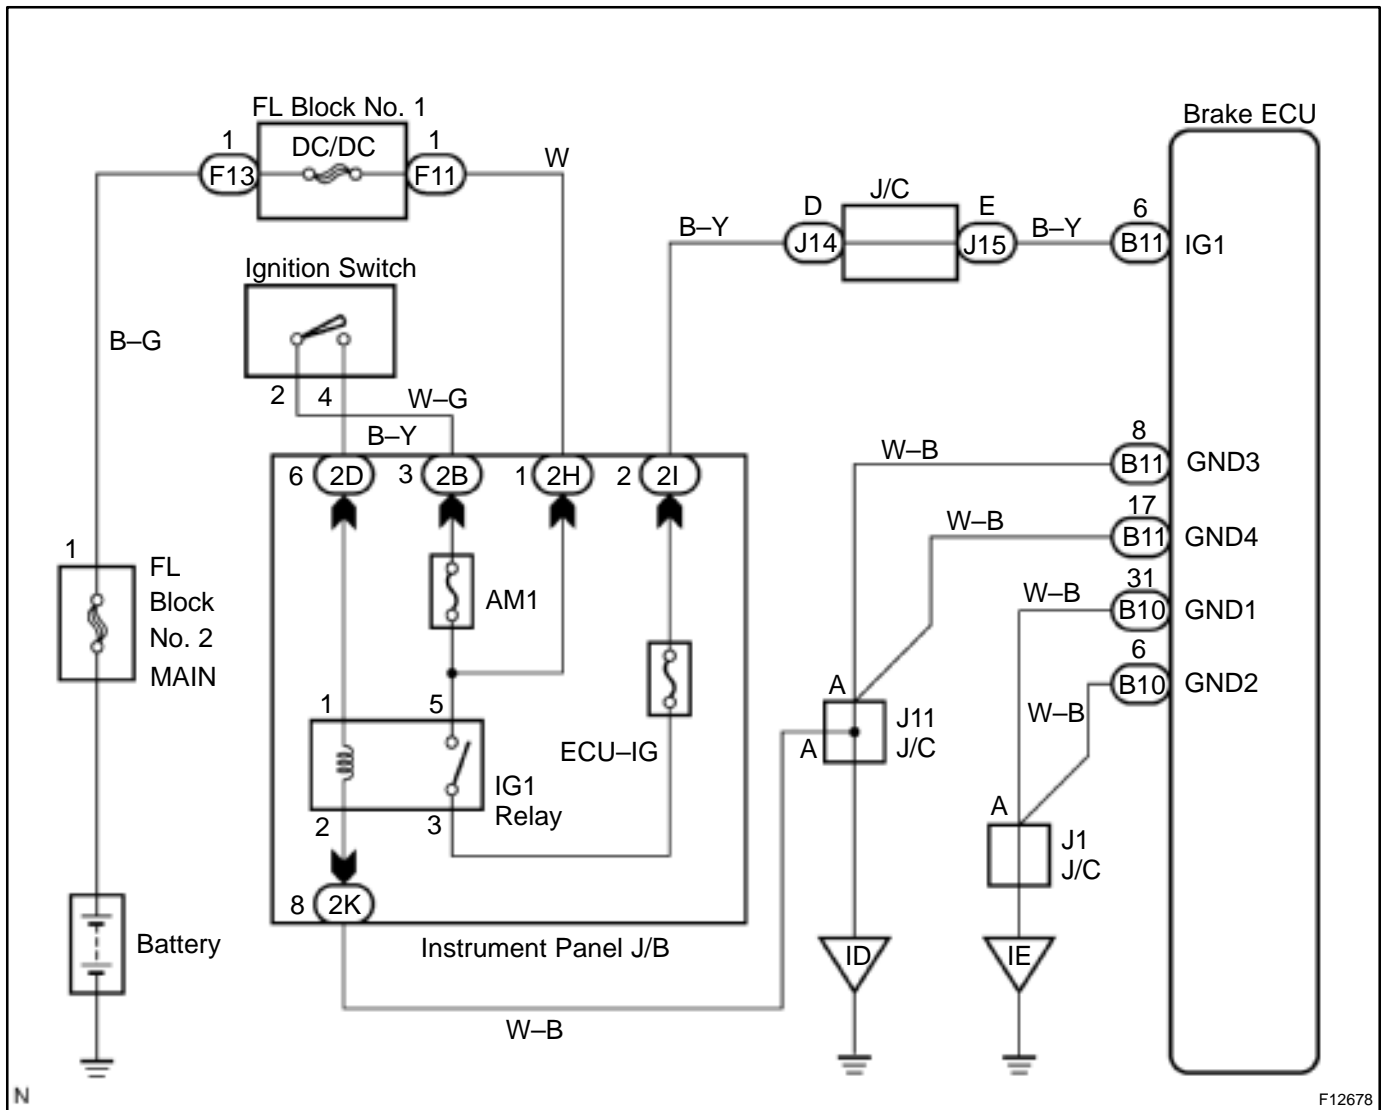 FL Block No. 1
Brake ECU
1
DC/DC
1
F13
F11
W
J/C
D
E
6
B–Y
J14
J15
B–Y
B11
IG1
Ignition Switch
B–G
2
4
W–G
B–Y
8
W–B
B11
GND3
6
2D
3
2B
1
2H
2
2I
17
W–B
B11
GND4
1
FL
Block
No. 2
MAIN
AM1
31
W–B
B10
GND1
6
B10
GND2
W–B
1
5
A
J11
J/C
A
ECU–IG
IG1
Relay
2
3
A
J1
J/C
8
2K
Battery
Instrument Panel J/B
ID
IE
W–B
N
F12678